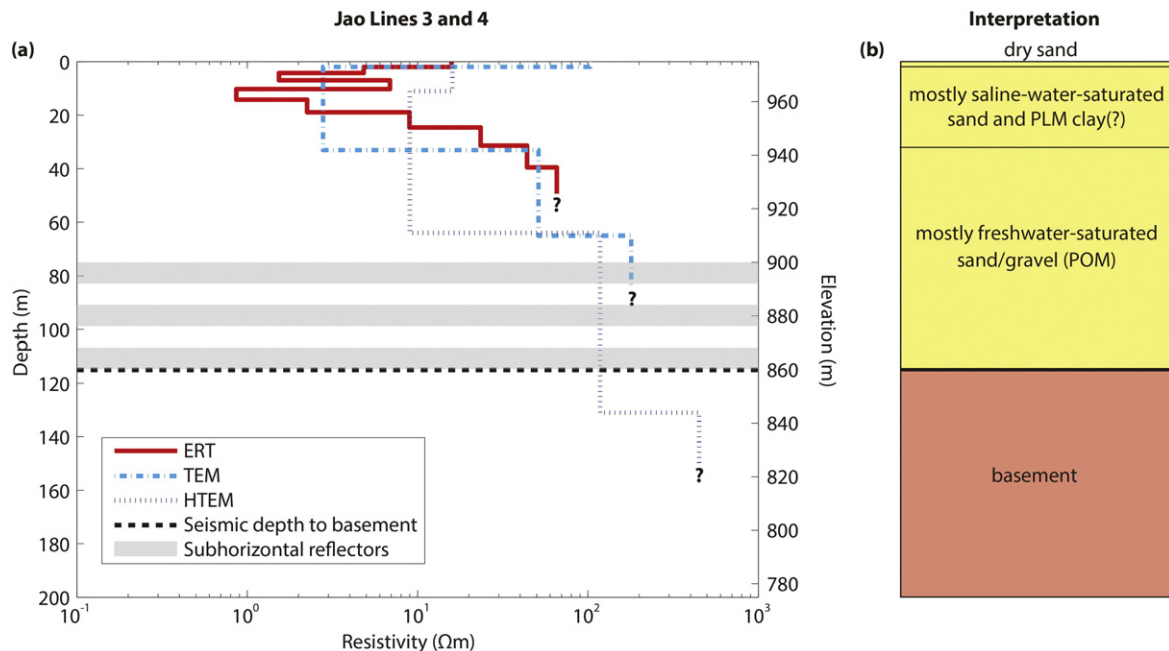 Jao Lines 3 and 4
Interpretation
(a)
(b)
dry sand
0
20
40
60
80
100
120
140
160
180
200
Depth (m)
960
940
920
900
880
860
840
820
800
780
Elevation (m)
?
?
?
ERT
TEM
HTEM
Seismic depth to basement
Subhorizontal reflectors
10⁻¹ 10⁰ 10¹ 10² 10³
Resistivity (Ωm)
mostly saline-water-saturated
sand and PLM clay(?)
mostly freshwater-saturated
sand/gravel (POM)
basement